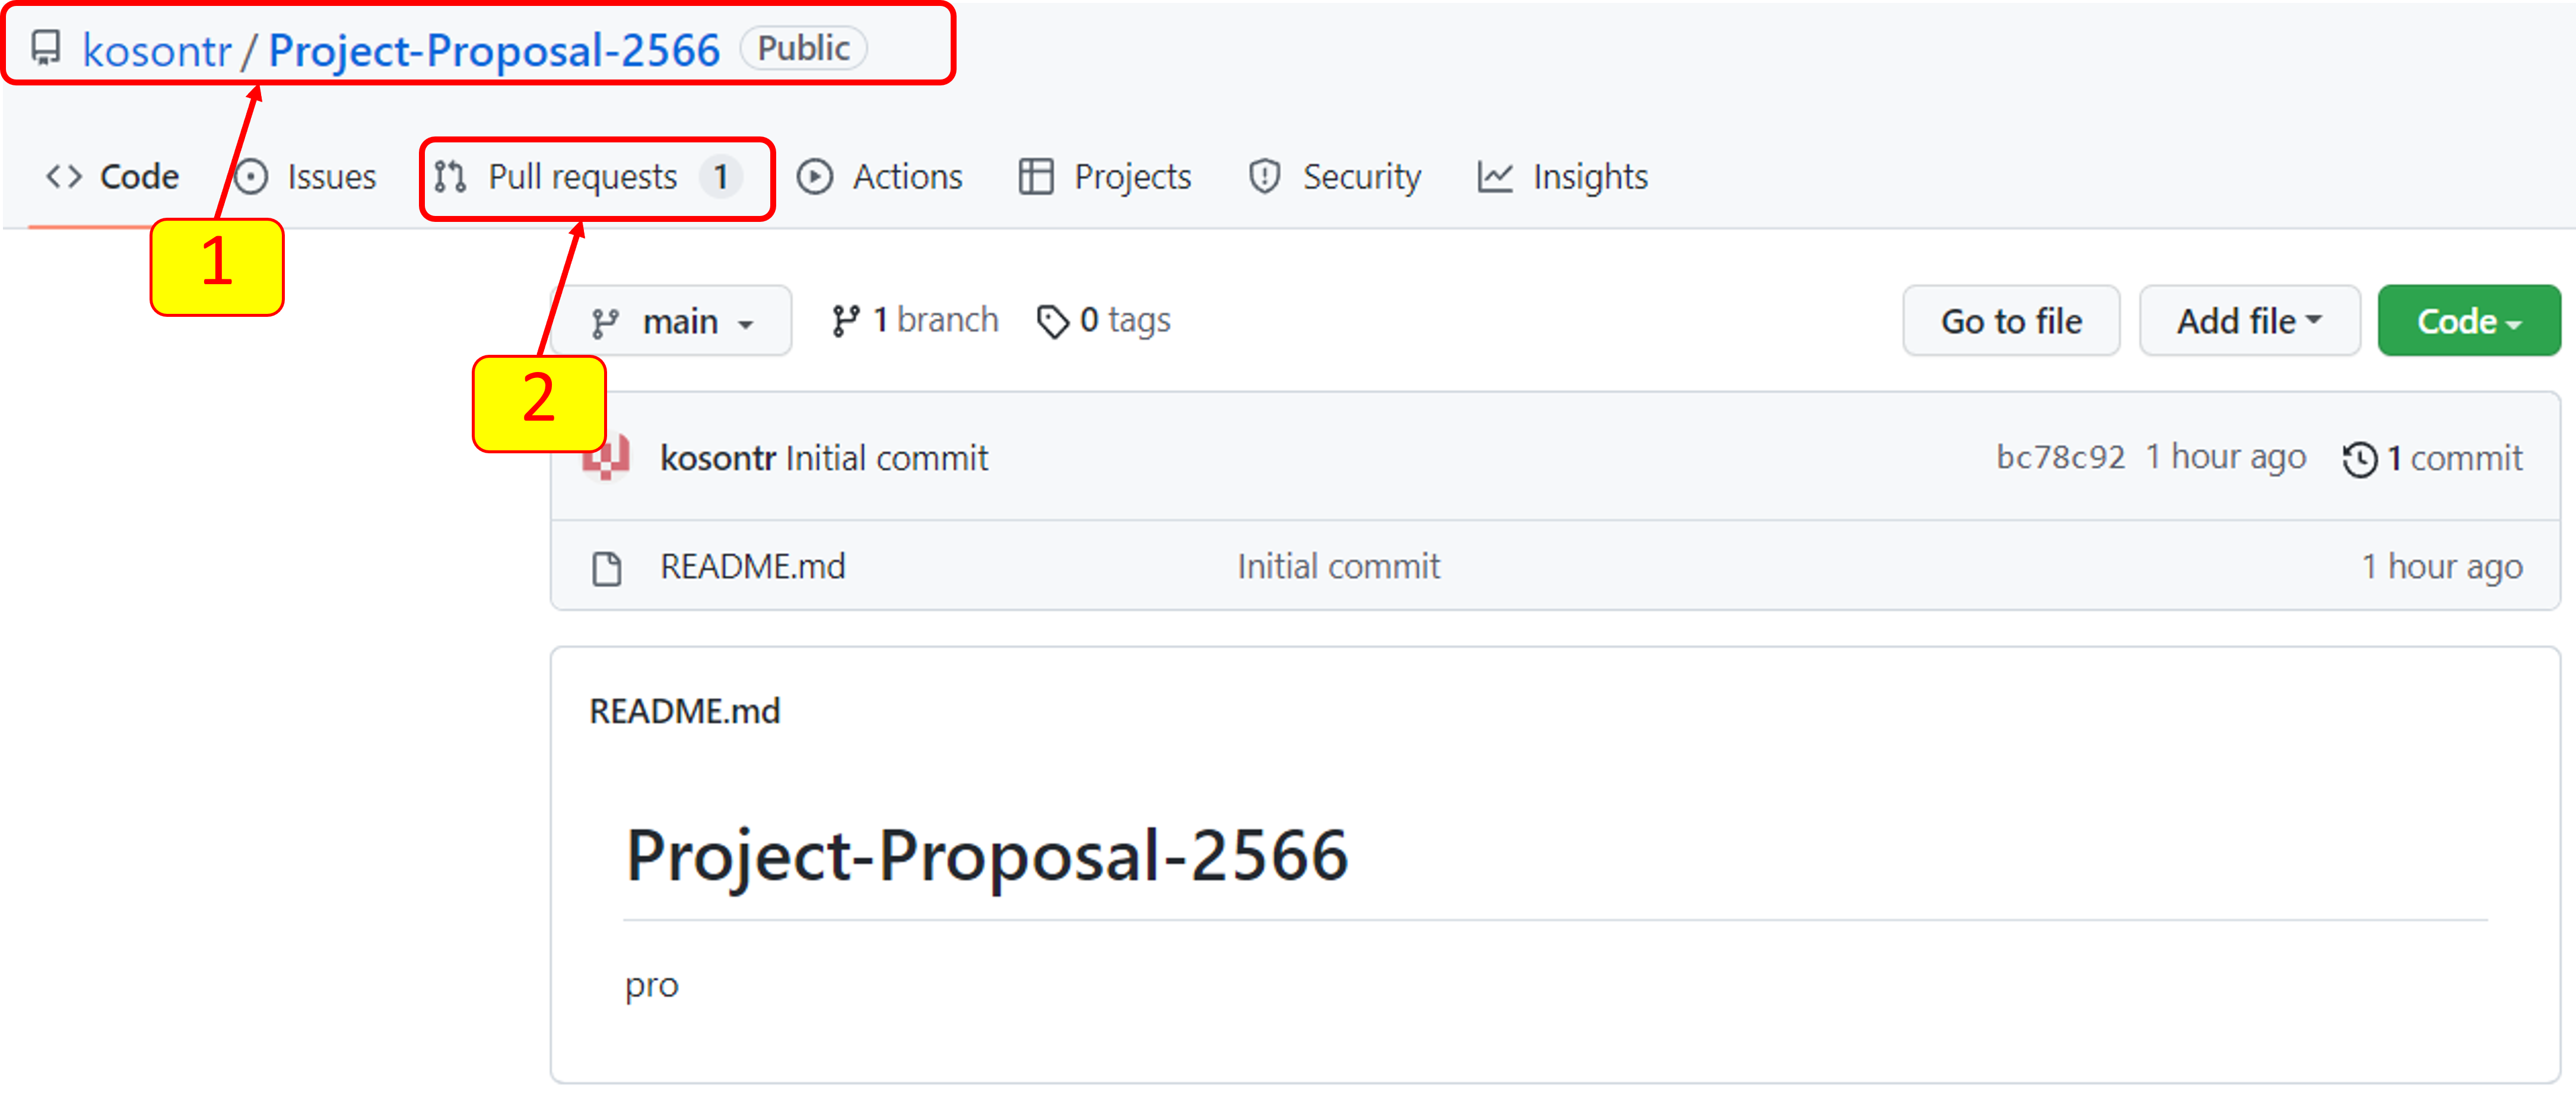 kosontr / Project-Proposal-2566 Public
Code Issues Pull requests 1 Actions Projects Security Insights
1
main 1 branch 0 tags Go to file Add file Code
2
kosontr Initial commit bc78c92 1 hour ago 1 commit
README.md Initial commit 1 hour ago
README.md
Project-Proposal-2566
pro